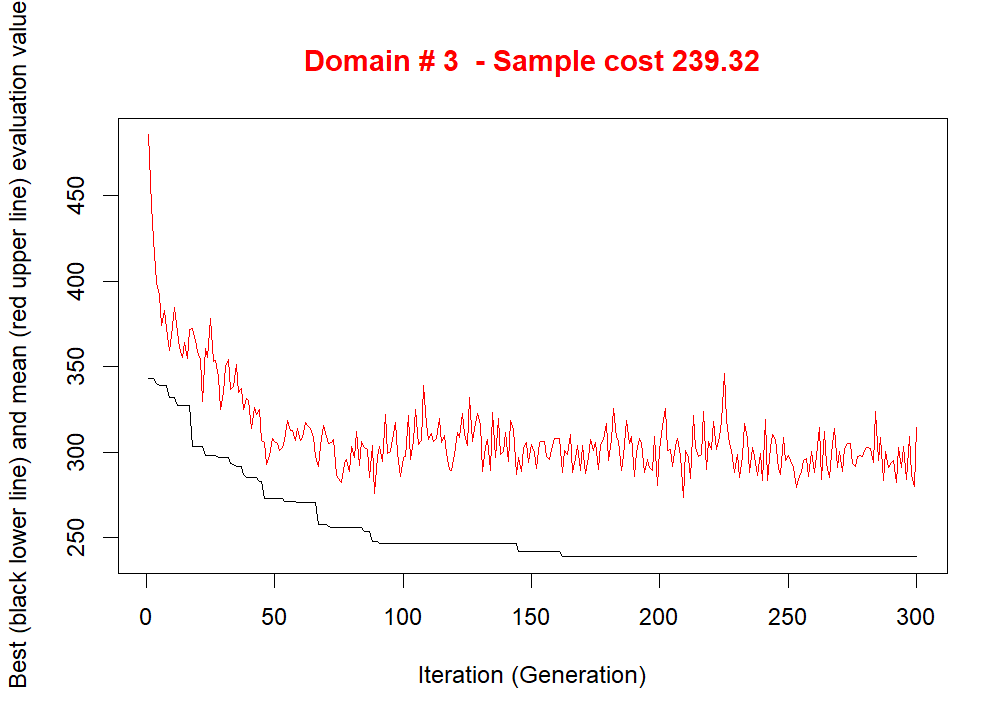 Domain # 3  - Sample cost 239.32
Best (black lower line) and mean (red upper line) evaluation value
450
400
350
300
250
0 50 100 150 200 250 300
Iteration (Generation)